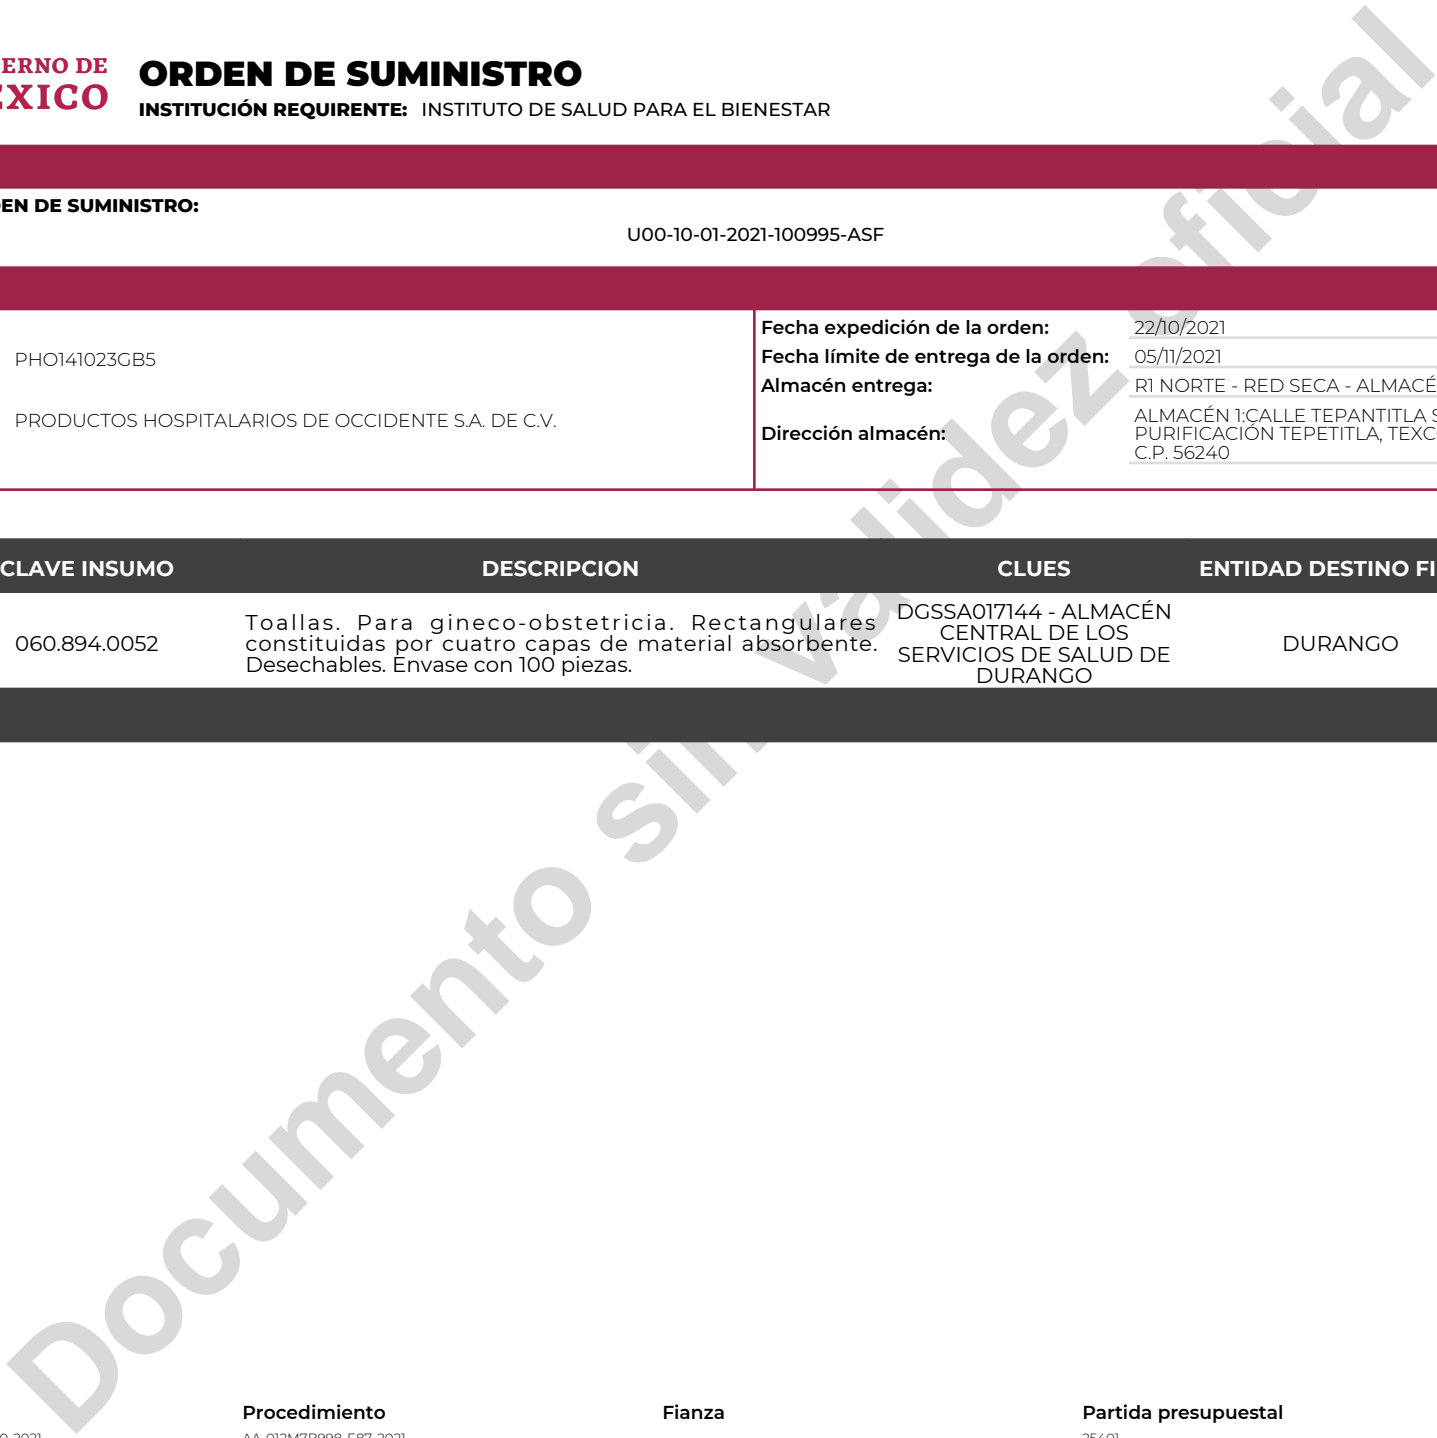 ERNO DE
EXICO
ORDEN DE SUMINISTRO
INSTITUCIÓN REQUIRENTE: INSTITUTO DE SALUD PARA EL BIENESTAR
EN DE SUMINISTRO:
U00-10-01-2021-100995-ASF
PHO141023GB5
PRODUCTOS HOSPITALARIOS DE OCCIDENTE S.A. DE C.V.
Fecha expedición de la orden: 22/10/2021
Fecha límite de entrega de la orden: 05/11/2021
Almacén entrega: R1 NORTE - RED SECA - ALMACÉ
Dirección almacén:
ALMACÉN 1:CALLE TEPANTITLA S
PURIFICACIÓN TEPETITLA, TEXC
C.P. 56240
CLAVE INSUMO DESCRIPCION CLUES ENTIDAD DESTINO FI
060.894.0052
Toallas. Para gineco-obstetricia. Rectangulares
constituidas por cuatro capas de material absorbente.
Desechables. Envase con 100 piezas.
DGSSA017144 - ALMACÉN
CENTRAL DE LOS
SERVICIOS DE SALUD DE
DURANGO
DURANGO
Documento sin validez oficial
Procedimiento Fianza Partida presupuestal